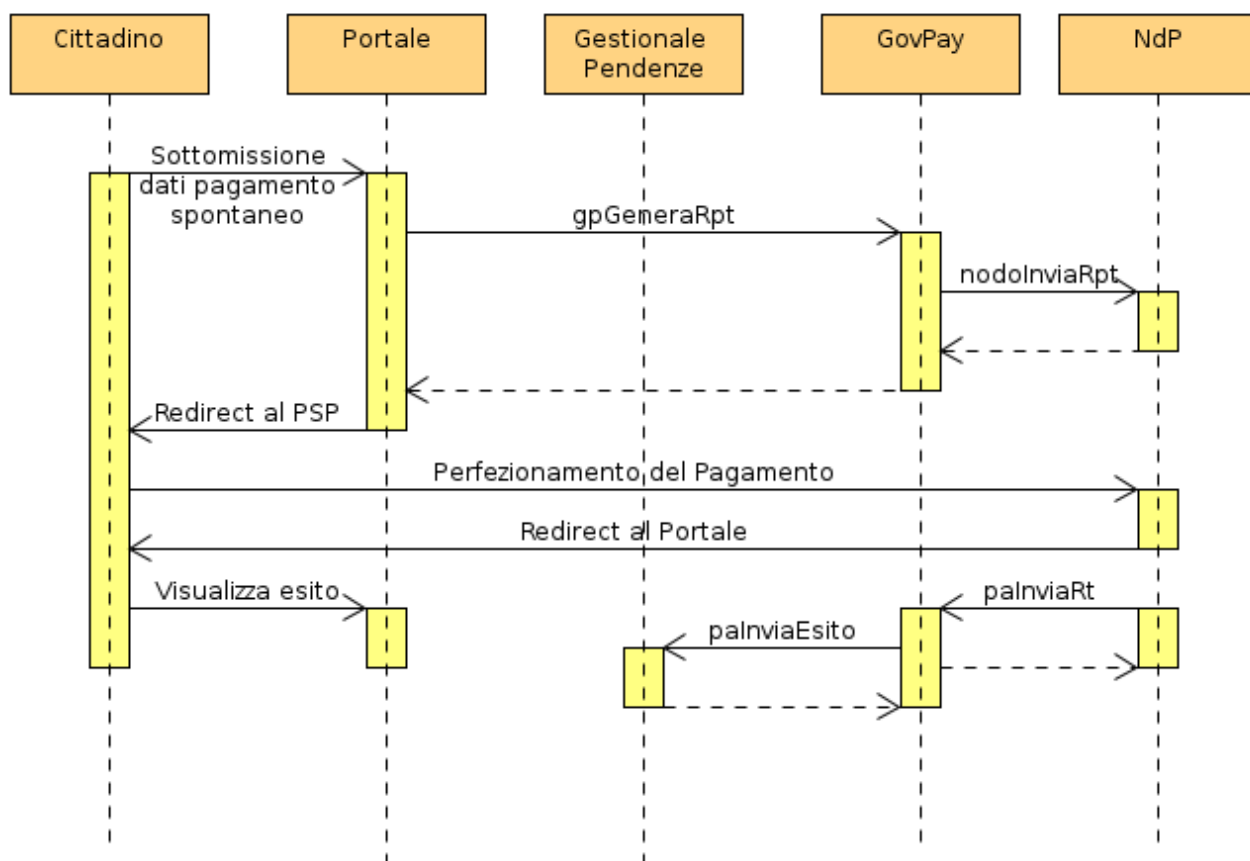 Cittadino
Portale
Gestionale
Pendenze
GovPay
NdP
Sottomissione
dati pagamento
spontaneo
gpGemeraRpt
nodoInviaRpt
Redirect al PSP
Perfezionamento del Pagamento
Redirect al Portale
Visualizza esito
paInviaRt
paInviaEsito